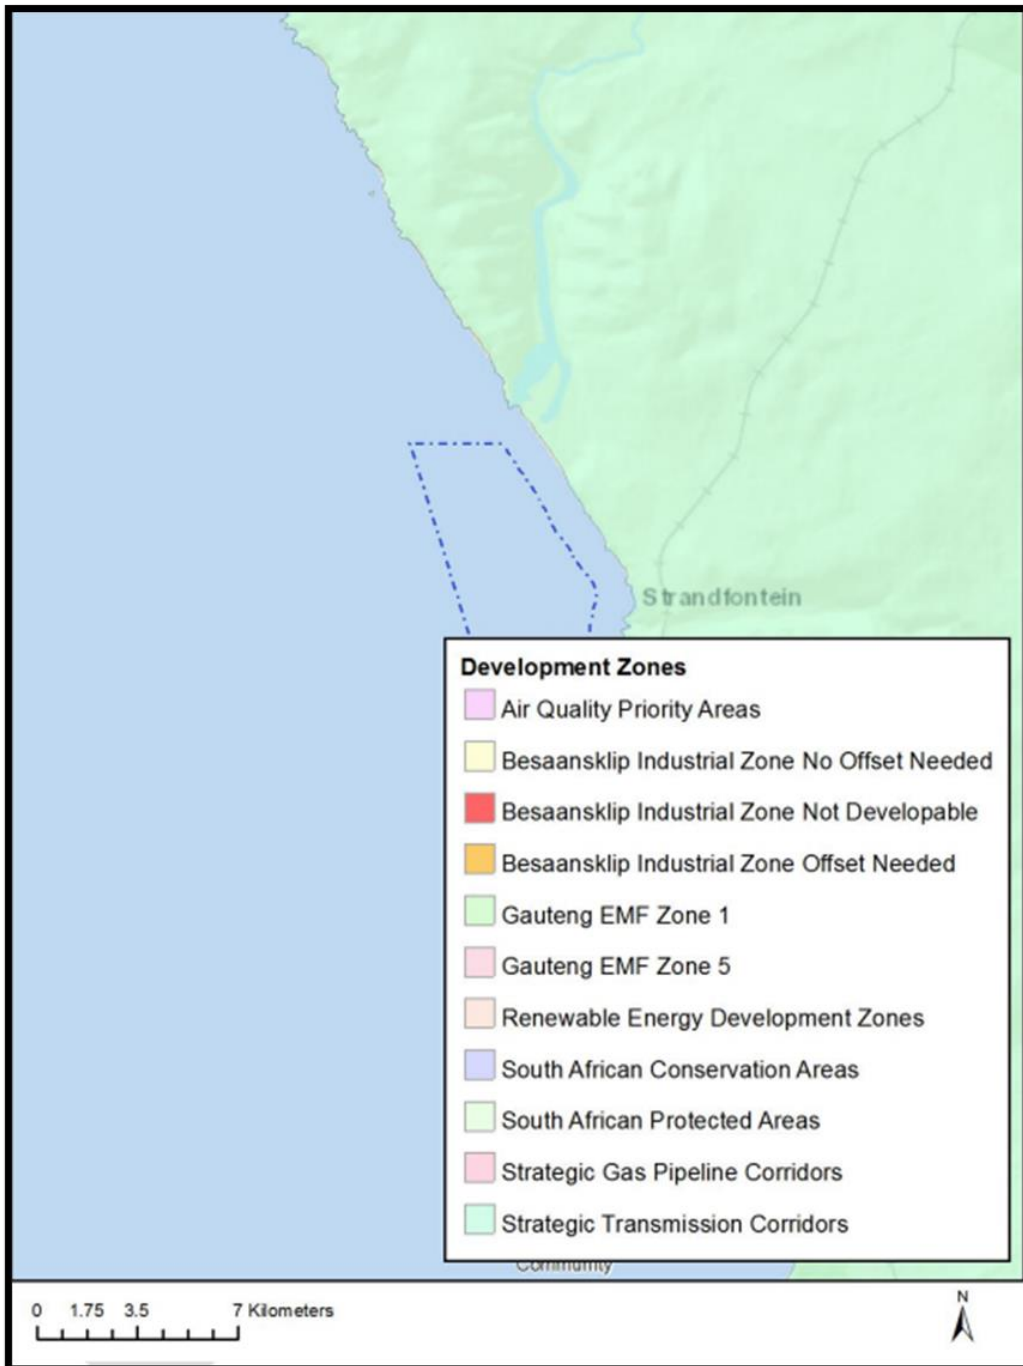 Strandfontein
Development Zones
Air Quality Priority Areas
Besaansklip Industrial Zone No Offset Needed
Besaansklip Industrial Zone Not Developable
Besaansklip Industrial Zone Offset Needed
Gauteng EMF Zone 1
Gauteng EMF Zone 5
Renewable Energy Development Zones
South African Conservation Areas
South African Protected Areas
Strategic Gas Pipeline Corridors
Strategic Transmission Corridors
Community
0 1.75 3.5 7 Kilometers
N